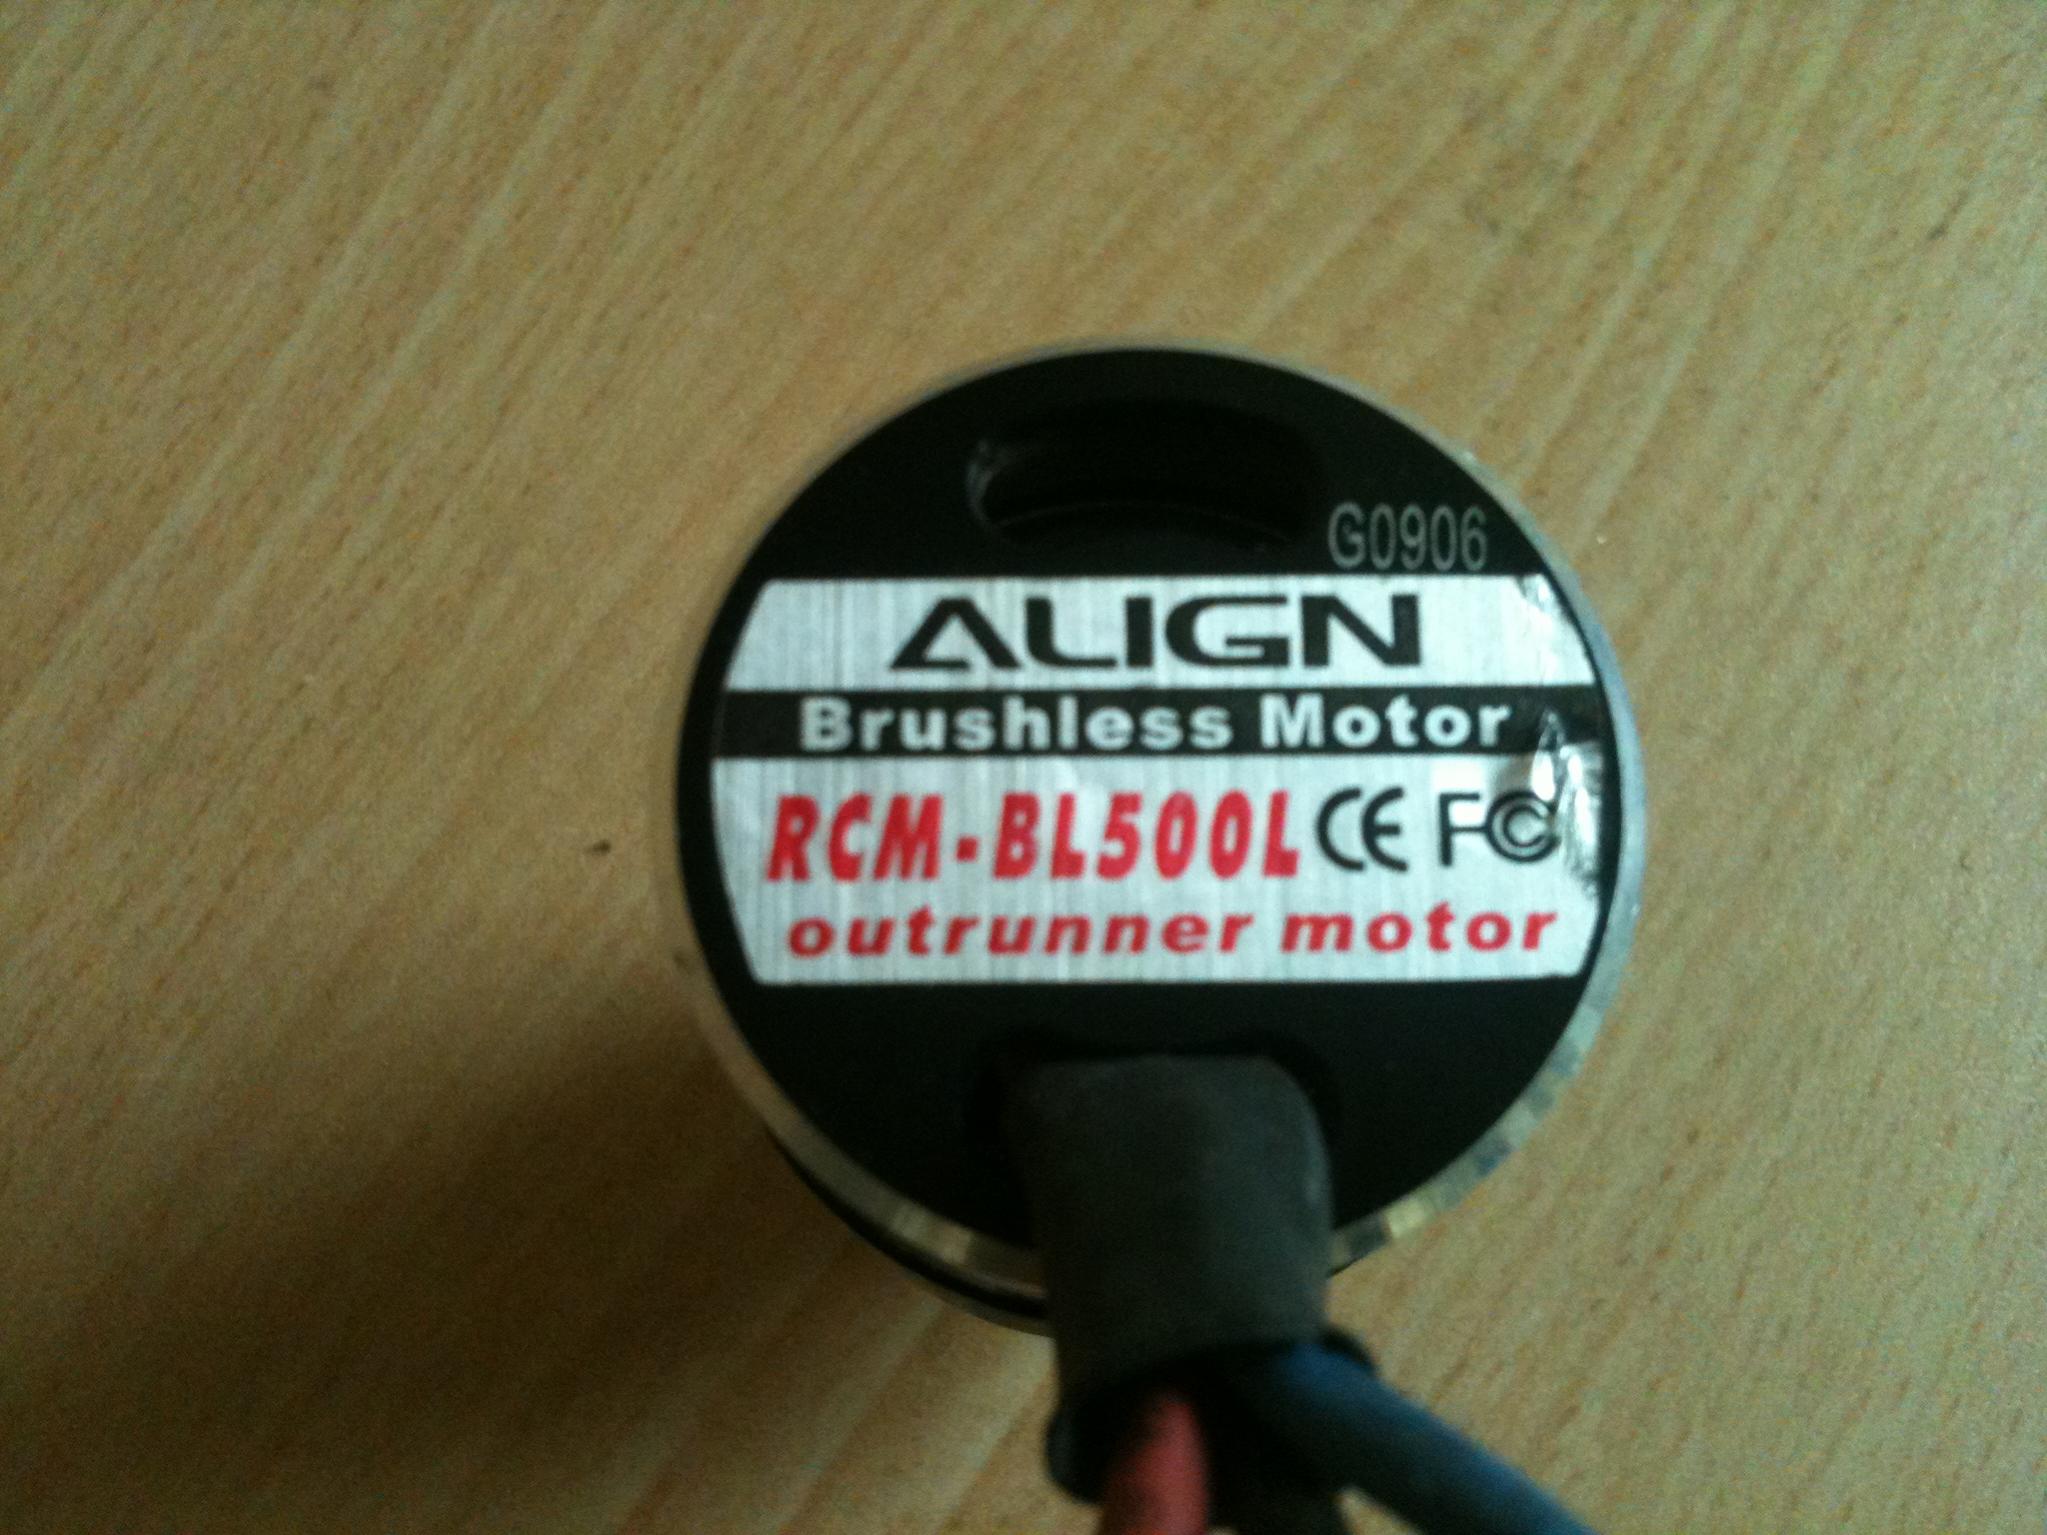 G0906
ALIGN
Brushless Motor
RCM-BL500L CE FC
outrunner motor